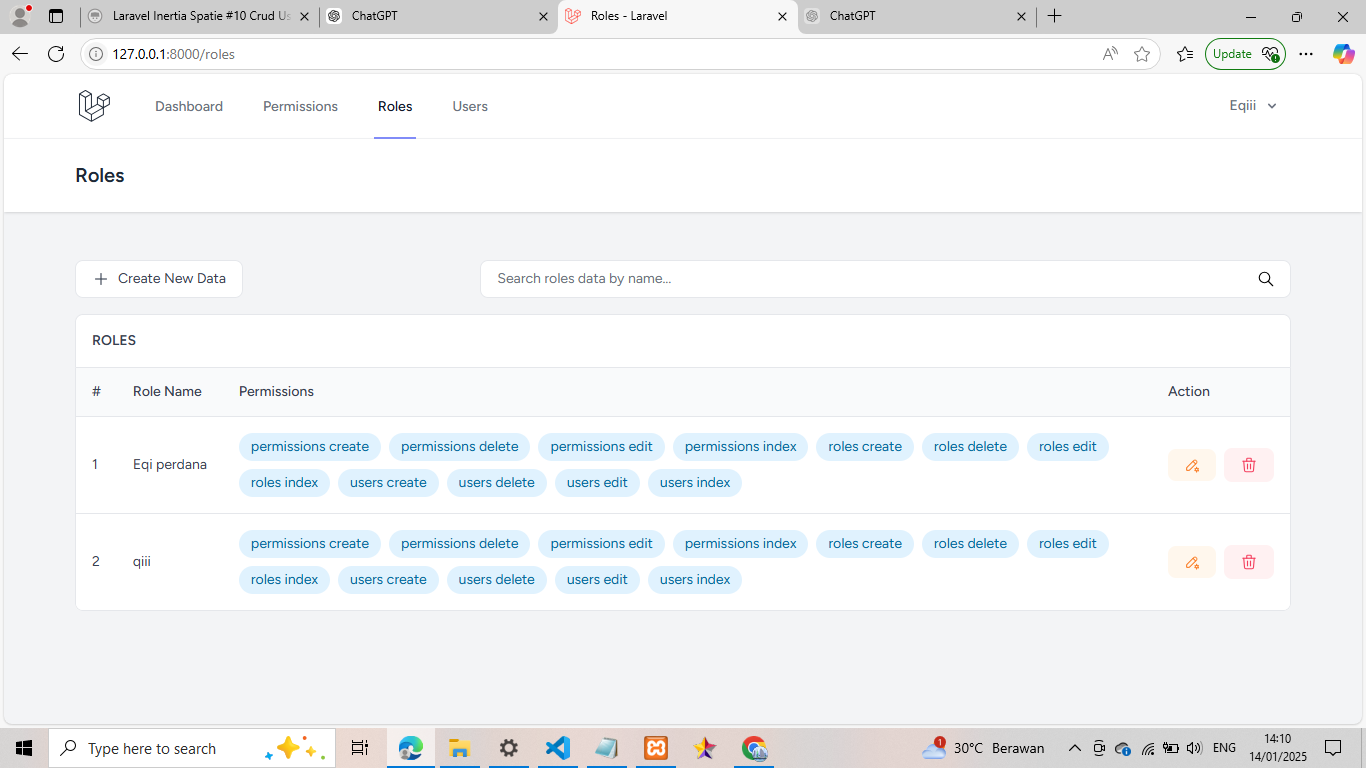 Laravel Inertia Spatie #10 Crud Us
ChatGPT
Roles - Laravel
ChatGPT
127.0.0.1:8000/roles
Update
Dashboard Permissions Roles Users Eqiii
Roles
Create New Data
Search roles data by name...
ROLES
# Role Name Permissions Action
permissions create permissions delete permissions edit permissions index roles create roles delete roles edit
1 Eqi perdana
roles index users create users delete users edit users index
permissions create permissions delete permissions edit permissions index roles create roles delete roles edit
2 qiii
roles index users create users delete users edit users index
Type here to search
1
30°C Berawan
ENG
14:10
14/01/2025